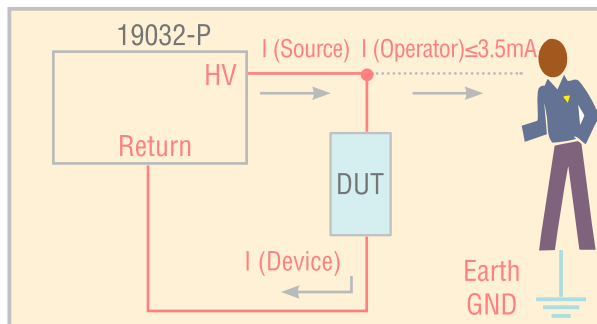 19032-P
I (Source) I (Operator)≤3.5mA
HV
Return
DUT
I (Device)
Earth
GND